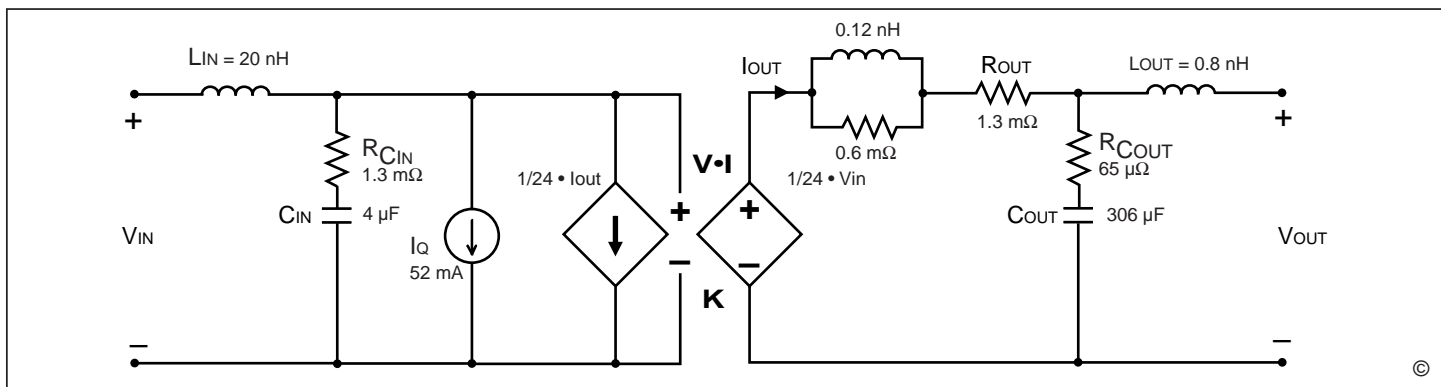 LIN = 20 nH
+
RCIN
1.3 mΩ
CIN
4 µF
VIN
–
IQ
52 mA
1/24 • Iout
V•I
+
–
K
1/24 • Vin
+
–
IOUT
0.12 nH
0.6 mΩ
ROUT
1.3 mΩ
LOUT = 0.8 nH
+
RCOUT
65 µΩ
COUT
306 µF
VOUT
–
©